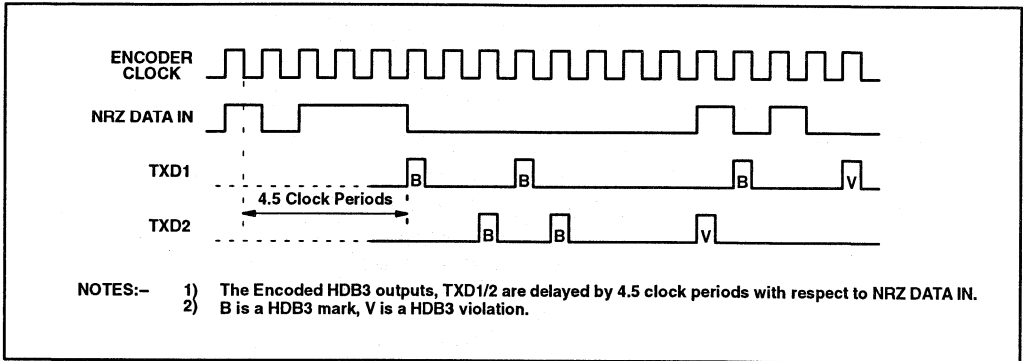 ENCODER
CLOCK
NRZ DATA IN
TXD1
B
B
B
V
4.5 Clock Periods
TXD2
B
B
V
NOTES:– 1) The Encoded HDB3 outputs, TXD1/2 are delayed by 4.5 clock periods with respect to NRZ DATA IN.
2) B is a HDB3 mark, V is a HDB3 violation.